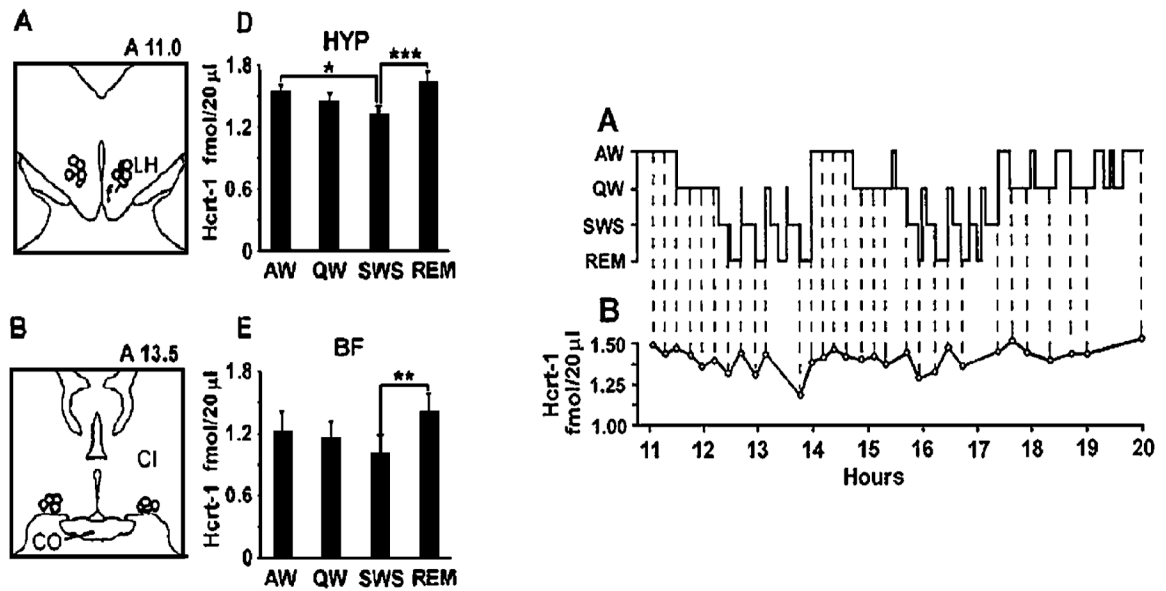 A
A 11.0
LH
f
D
HYP
Hcrt-1 fmol/20 µl
1.8
1.2
0.6
0
*
***
AW QW SWS REM
B
A 13.5
CI
CO
E
BF
Hcrt-1 fmol/20 µl
1.8
1.2
0.6
0
**
AW QW SWS REM
A
AW
QW
SWS
REM
B
Hcrt-1
fmol/20 µl
1.50
1.25
1.00
11 12 13 14 15 16 17 18 19 20
Hours